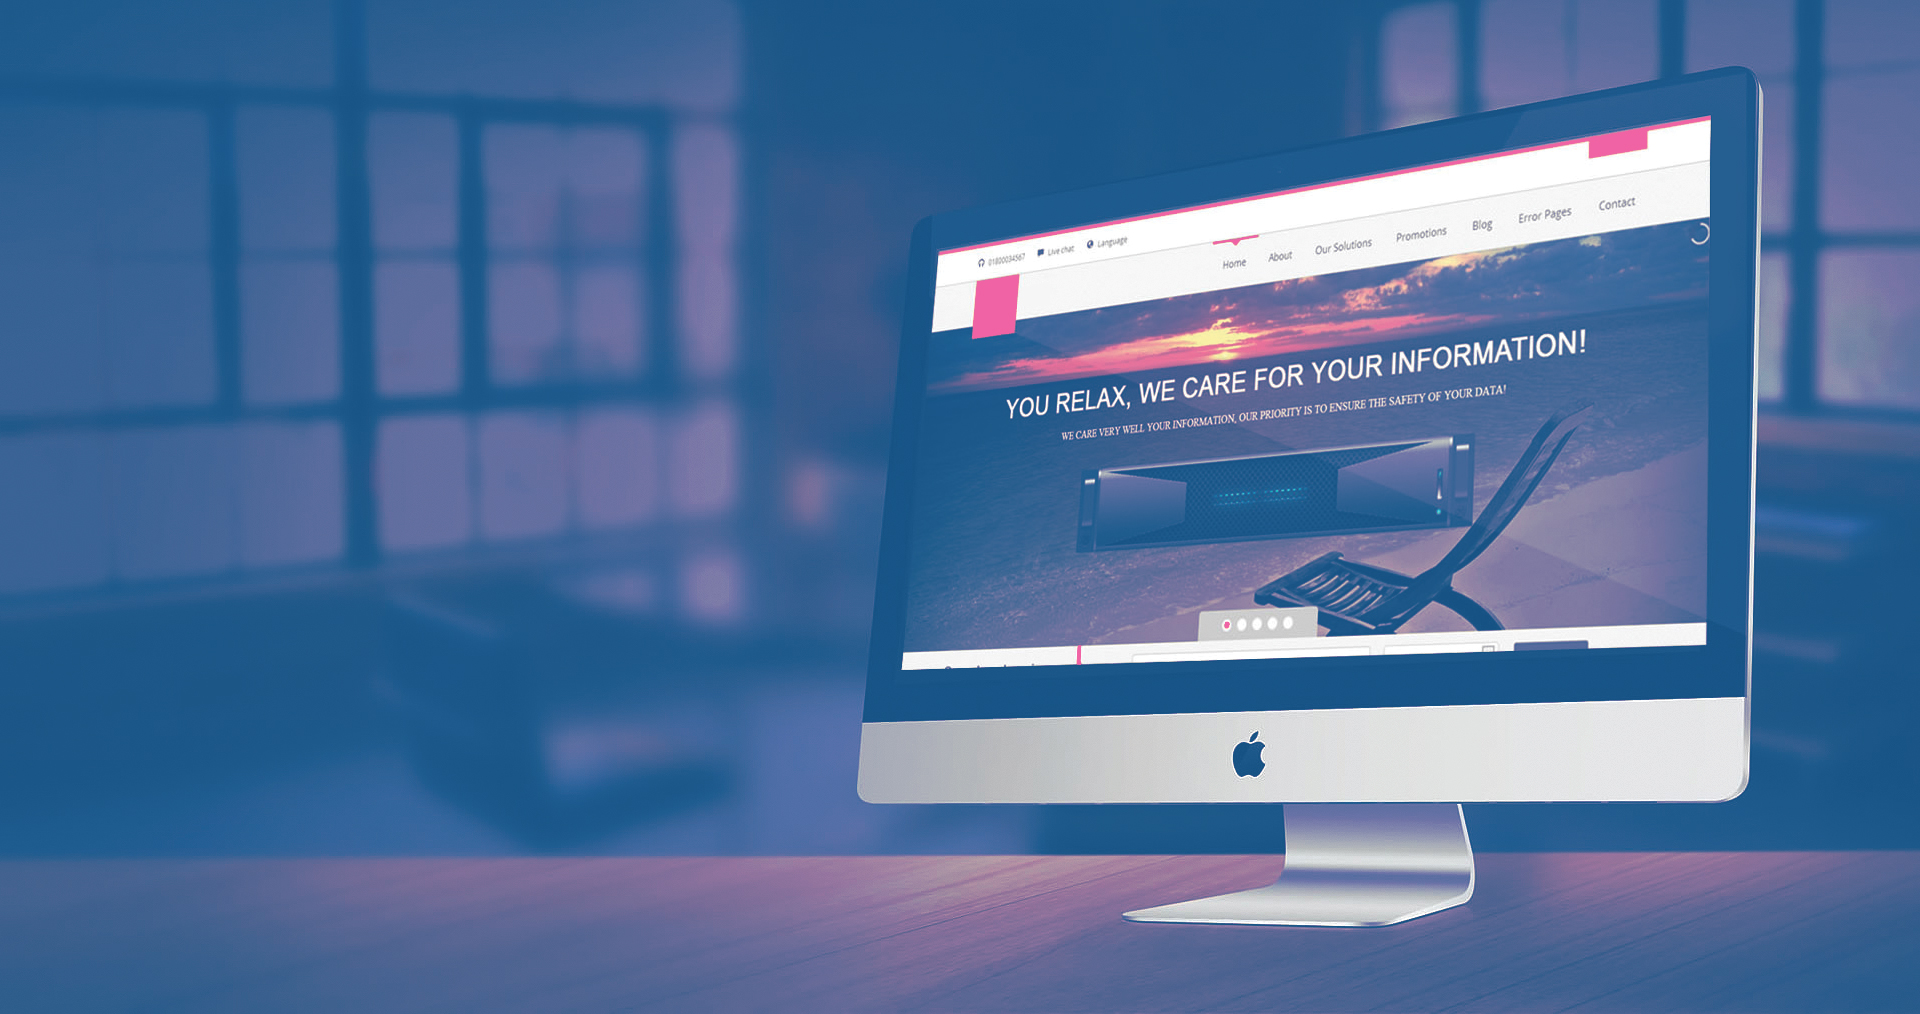 01800034567 Live chat Language
Home About Our Solutions Promotions Blog Error Pages Contact
YOU RELAX, WE CARE FOR YOUR INFORMATION!
WE CARE VERY WELL YOUR INFORMATION, OUR PRIORITY IS TO ENSURE THE SAFETY OF YOUR DATA!